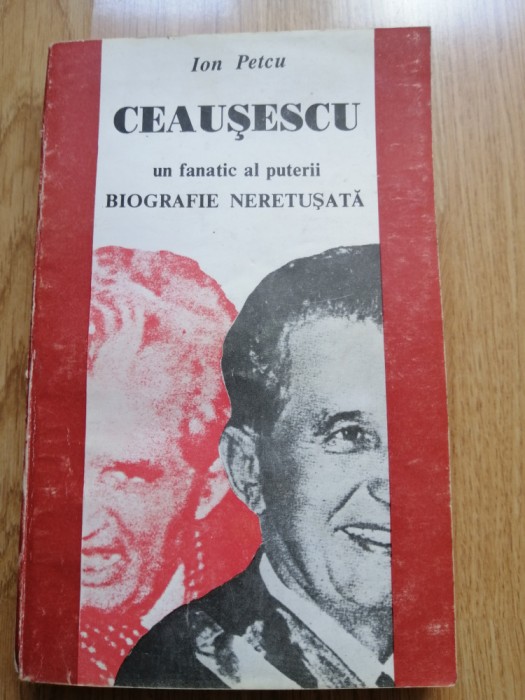 Ion Petcu
CEAUŞESCU
un fanatic al puterii
BIOGRAFIE NERETUŞATĂ